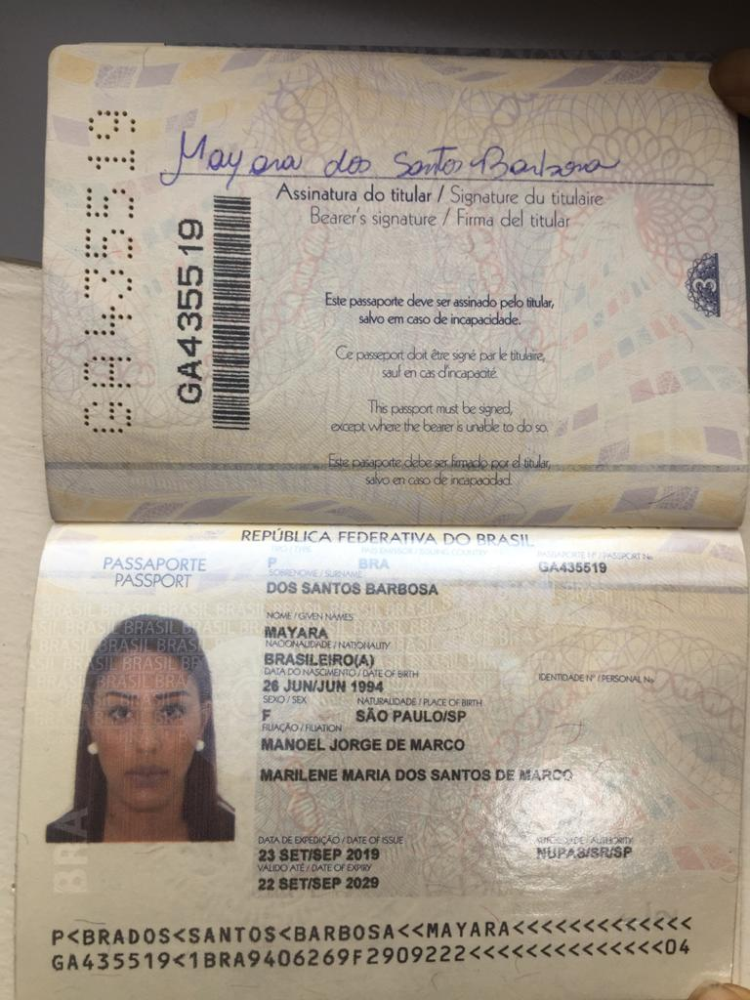 GA435519
Mayara dos Santos Barbosa
Assinatura do titular / Signature du titulaire
Bearer's signature / Firma del titular
GA435519
3
Este passaporte deve ser assinado pelo titular,
salvo em caso de incapacidade.
Ce passeport doit être signé par le titulaire,
sauf en cas d'incapacité.
This passport must be signed,
except where the bearer is unable to do so.
Este pasaporte debe ser firmado por el titular,
salvo en caso de incapacidad.
REPÚBLICA FEDERATIVA DO BRASIL
PASSAPORTE
PASSPORT
TIPO / TYPE PAÍS EMISSOR / ISSUING COUNTRY PASSAPORTE Nº / PASSPORT No.
P BRA GA435519
SOBRENOME / SURNAME
DOS SANTOS BARBOSA
NOME / GIVEN NAMES
MAYARA
NACIONALIDADE / NATIONALITY
BRASILEIRO(A)
DATA DO NASCIMENTO / DATE OF BIRTH IDENTIDADE Nº / PERSONAL No.
26 JUN/JUN 1994
SEXO / SEX NATURALIDADE / PLACE OF BIRTH
F SÃO PAULO/SP
FILIAÇÃO / FILIATION
MANOEL JORGE DE MARCO
MARILENE MARIA DOS SANTOS DE MARCO
DATA DE EXPEDIÇÃO / DATE OF ISSUE AUTORIDADE / AUTHORITY
23 SET/SEP 2019 NUPAS/SR/SP
VÁLIDO ATÉ / DATE OF EXPIRY
22 SET/SEP 2029
BRA
P<BRADOS<SANTOS<BARBOSA<<MAYARA<<<<<<<<<<<<<
GA435519<1BRA9406269F2909222<<<<<<<<<<<<<<04